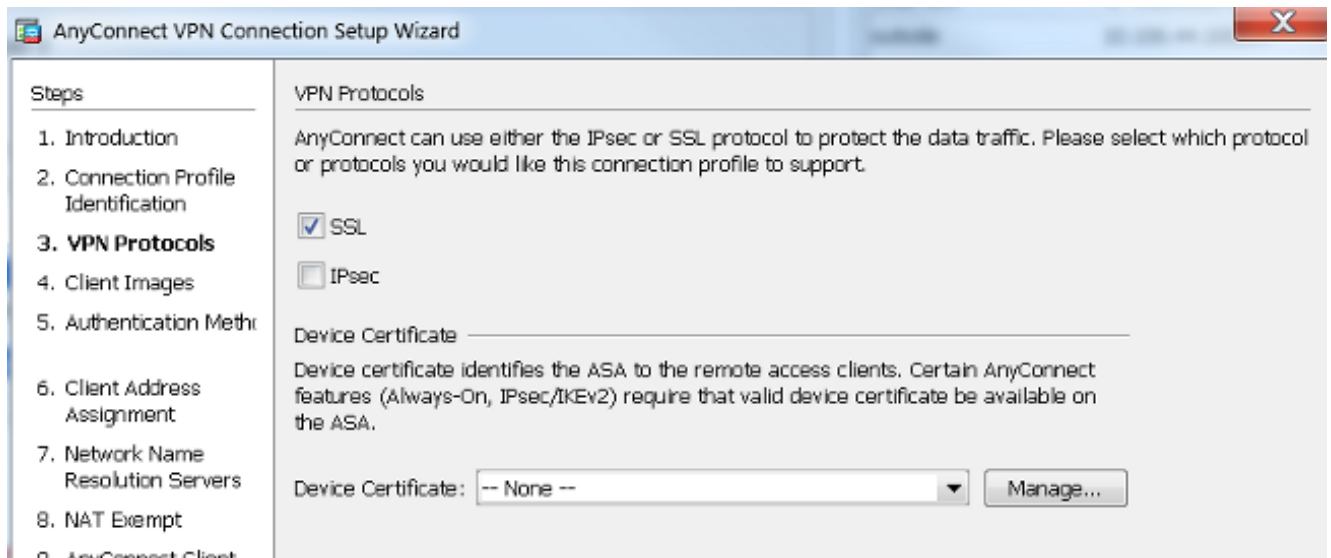 AnyConnect VPN Connection Setup Wizard
Steps
1. Introduction
2. Connection Profile
Identification
3. VPN Protocols
4. Client Images
5. Authentication Meth
6. Client Address
Assignment
7. Network Name
Resolution Servers
8. NAT Exempt
9. AnyConnect Client
VPN Protocols
AnyConnect can use either the IPsec or SSL protocol to protect the data traffic. Please select which protocol
or protocols you would like this connection profile to support.
SSL
IPsec
Device Certificate
Device certificate identifies the ASA to the remote access clients. Certain AnyConnect
features (Always-On, IPsec/IKEv2) require that valid device certificate be available on
the ASA.
Device Certificate: -- None --
Manage...